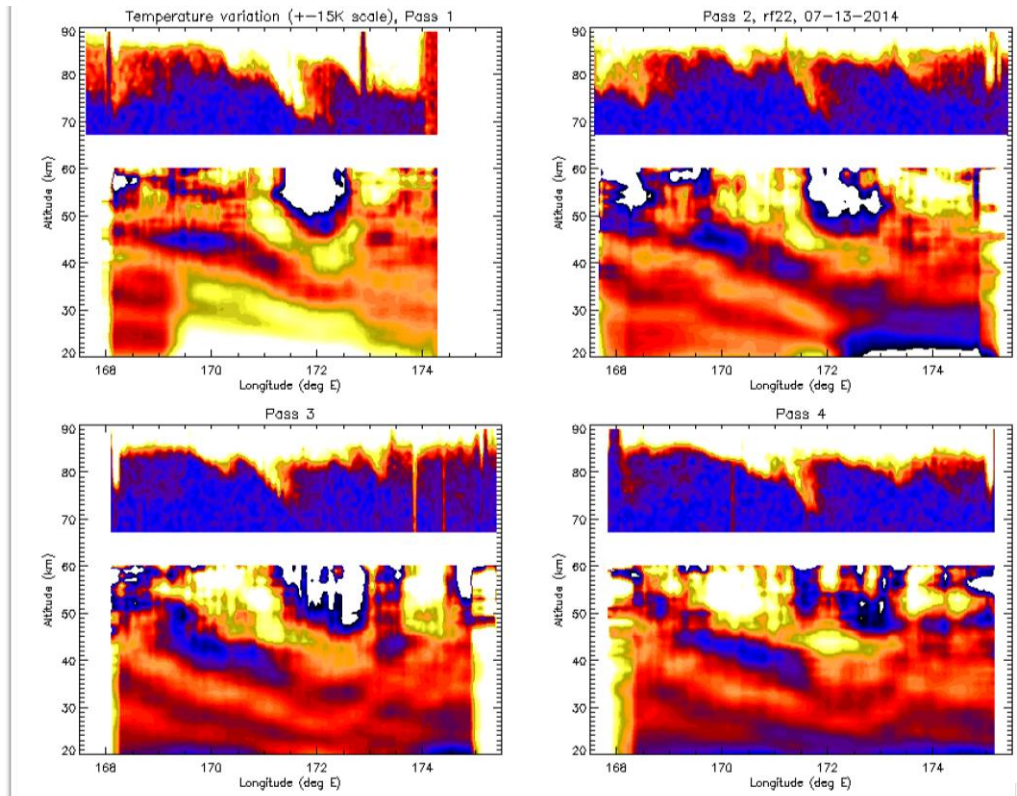 Temperature variation (+−15K scale), Pass 1
90
80
70
60
50
40
30
20
Altitude (km)
168 170 172 174
Longitude (deg E)
Pass 2, rf22, 07−13−2014
90
80
70
60
50
40
30
20
Altitude (km)
168 170 172 174
Longitude (deg E)
Pass 3
90
80
70
60
50
40
30
20
Altitude (km)
168 170 172 174
Longitude (deg E)
Pass 4
90
80
70
60
50
40
30
20
Altitude (km)
168 170 172 174
Longitude (deg E)